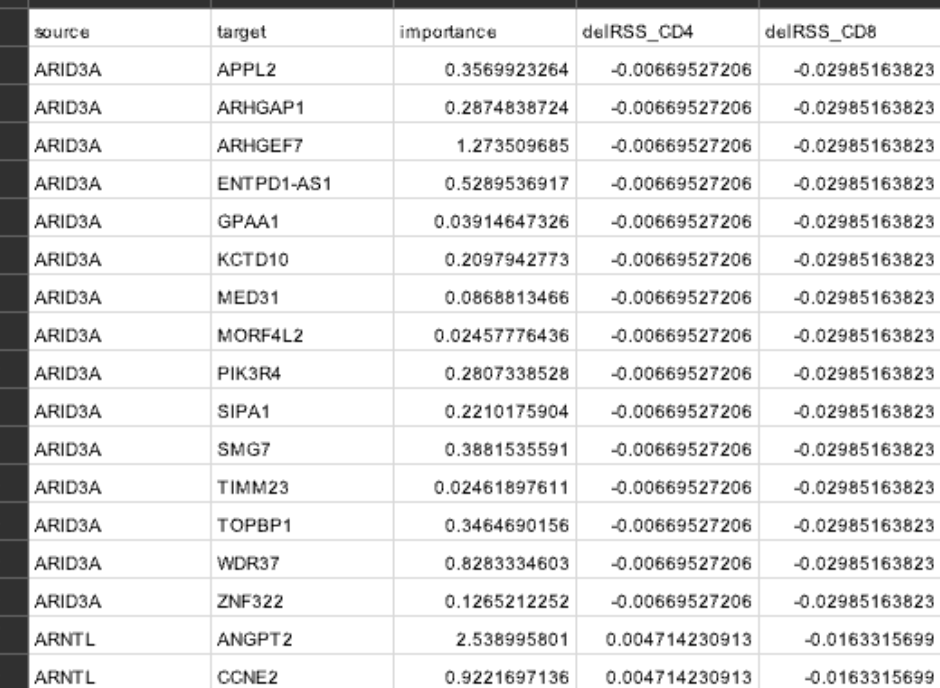 source target importance delRSS_CD4 delRSS_CD8
ARID3A APPL2 0.3569923264 -0.00669527206 -0.02985163823
ARID3A ARHGAP1 0.2874838724 -0.00669527206 -0.02985163823
ARID3A ARHGEF7 1.273509685 -0.00669527206 -0.02985163823
ARID3A ENTPD1-AS1 0.5289536917 -0.00669527206 -0.02985163823
ARID3A GPAA1 0.03914647326 -0.00669527206 -0.02985163823
ARID3A KCTD10 0.2097942773 -0.00669527206 -0.02985163823
ARID3A MED31 0.0868813466 -0.00669527206 -0.02985163823
ARID3A MORF4L2 0.02457776436 -0.00669527206 -0.02985163823
ARID3A PIK3R4 0.2807338528 -0.00669527206 -0.02985163823
ARID3A SIPA1 0.2210175904 -0.00669527206 -0.02985163823
ARID3A SMG7 0.3881535591 -0.00669527206 -0.02985163823
ARID3A TIMM23 0.02461897611 -0.00669527206 -0.02985163823
ARID3A TOPBP1 0.3464690156 -0.00669527206 -0.02985163823
ARID3A WDR37 0.8283334603 -0.00669527206 -0.02985163823
ARID3A ZNF322 0.1265212252 -0.00669527206 -0.02985163823
ARNTL ANGPT2 2.538995801 0.004714230913 -0.0163315699
ARNTL CCNE2 0.9221697136 0.004714230913 -0.0163315699